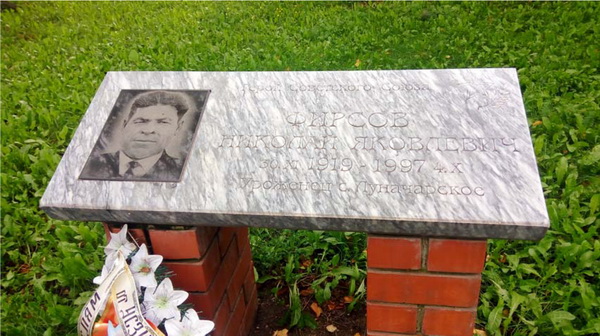 Герой Советского Союза
ФИРСОВ
НИКОЛАЙ ЯКОВЛЕВИЧ
1919 - 1997
Уроженец с. Луначарское